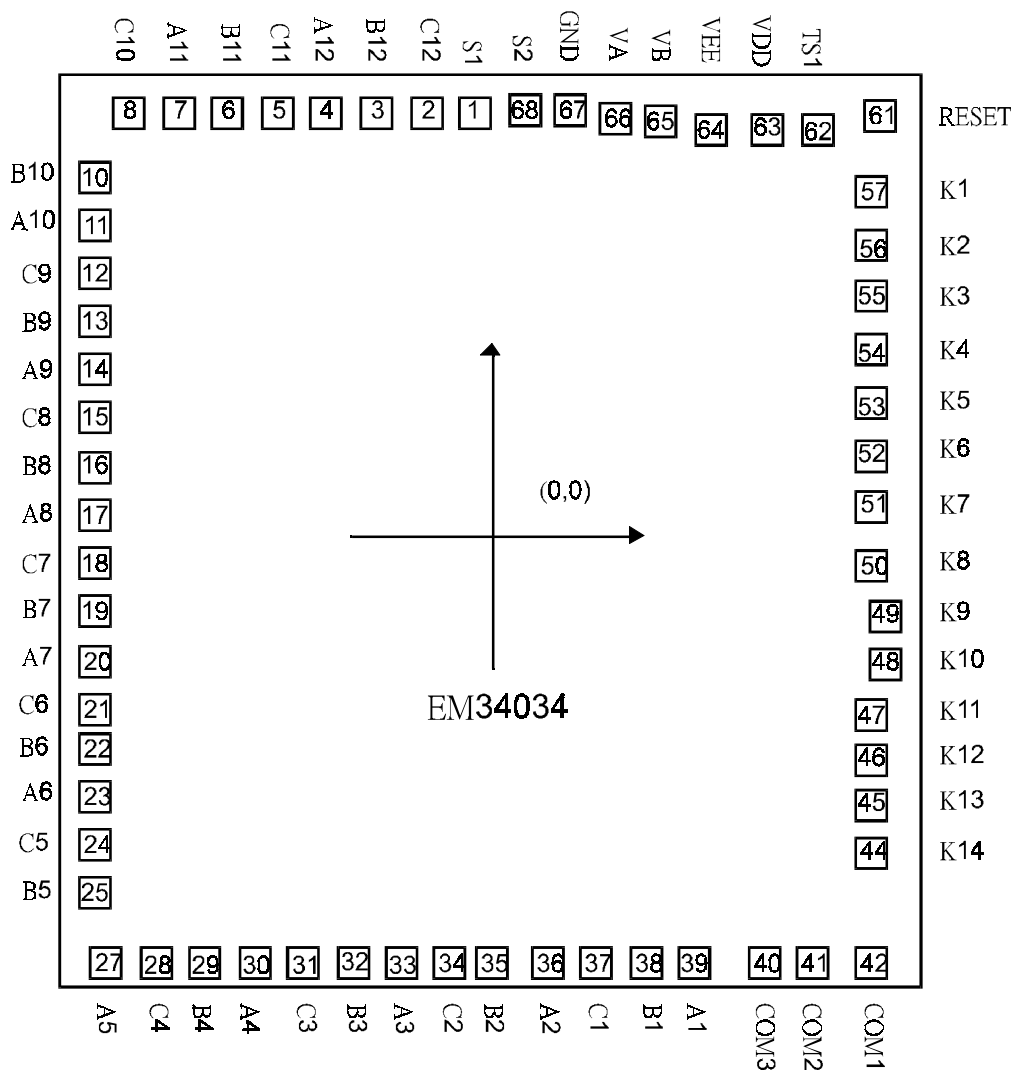 C10 A11 B11 C11 A12 B12 C12 S1 S2 GND VA VB VEE VDD TS1
8 7 6 5 4 3 2 1 68 67 66 65 64 63 62 61 RESET
B10 10 57 K1
A10 11 56 K2
C9 12 55 K3
B9 13 54 K4
A9 14 53 K5
C8 15 52 K6
B8 16 51 K7
(0,0)
A8 17 50 K8
C7 18 49 K9
B7 19 48 K10
A7 20 47 K11
EM34034
C6 21 46 K12
B6 22 45 K13
A6 23 44 K14
C5 24
B5 25
27 28 29 30 31 32 33 34 35 36 37 38 39 40 41 42
A5 C4 B4 A4 C3 B3 A3 C2 B2 A2 C1 B1 A1 COM3 COM2 COM1